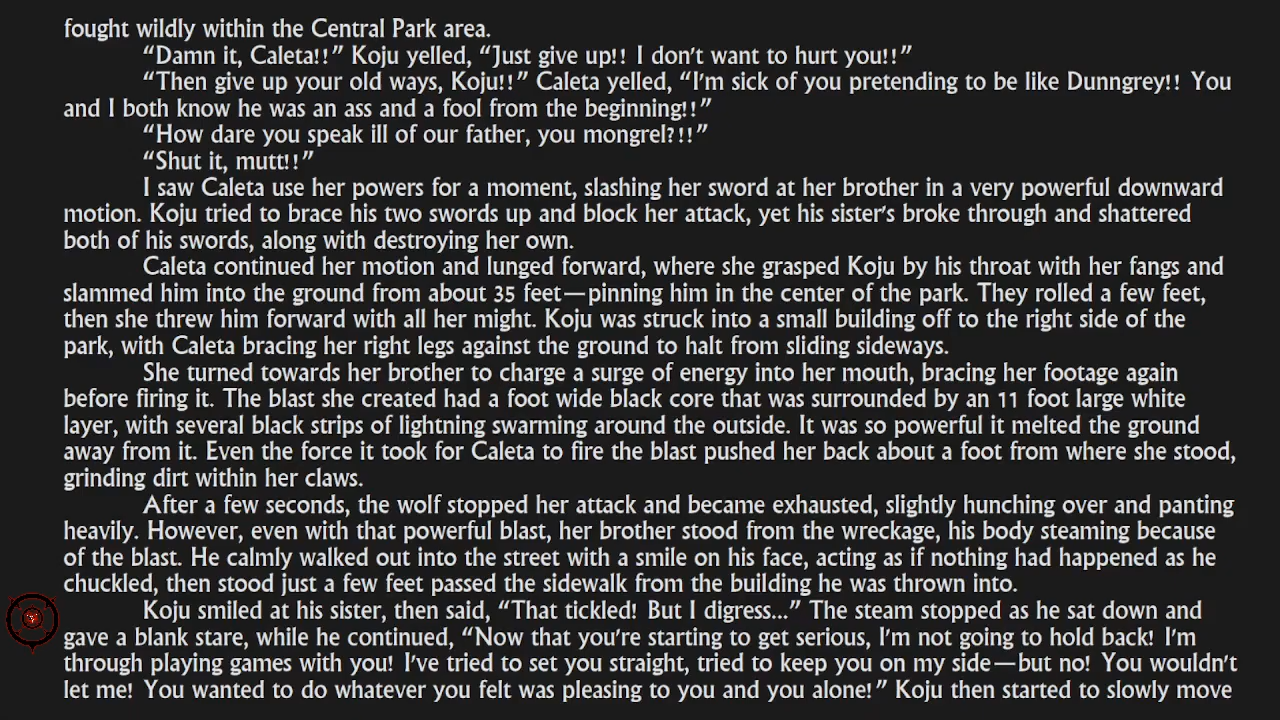 fought wildly within the Central Park area.
“Damn it, Caleta!!” Koju yelled, “Just give up!! I don’t want to hurt you!!”
“Then give up your old ways, Koju!!” Caleta yelled, “I’m sick of you pretending to be like Dunngrey!! You
and I both know he was an ass and a fool from the beginning!!”
“How dare you speak ill of our father, you mongrel?!!”
“Shut it, mutt!!”
I saw Caleta use her powers for a moment, slashing her sword at her brother in a very powerful downward
motion. Koju tried to brace his two swords up and block her attack, yet his sister’s broke through and shattered
both of his swords, along with destroying her own.
Caleta continued her motion and lunged forward, where she grasped Koju by his throat with her fangs and
slammed him into the ground from about 35 feet—pinning him in the center of the park. They rolled a few feet,
then she threw him forward with all her might. Koju was struck into a small building off to the right side of the
park, with Caleta bracing her right legs against the ground to halt from sliding sideways.
She turned towards her brother to charge a surge of energy into her mouth, bracing her footage again
before firing it. The blast she created had a foot wide black core that was surrounded by an 11 foot large white
layer, with several black strips of lightning swarming around the outside. It was so powerful it melted the ground
away from it. Even the force it took for Caleta to fire the blast pushed her back about a foot from where she stood,
grinding dirt within her claws.
After a few seconds, the wolf stopped her attack and became exhausted, slightly hunching over and panting
heavily. However, even with that powerful blast, her brother stood from the wreckage, his body steaming because
of the blast. He calmly walked out into the street with a smile on his face, acting as if nothing had happened as he
chuckled, then stood just a few feet passed the sidewalk from the building he was thrown into.
Koju smiled at his sister, then said, “That tickled! But I digress...” The steam stopped as he sat down and
gave a blank stare, while he continued, “Now that you’re starting to get serious, I’m not going to hold back! I’m
through playing games with you! I’ve tried to set you straight, tried to keep you on my side—but no! You wouldn’t
let me! You wanted to do whatever you felt was pleasing to you and you alone!” Koju then started to slowly move